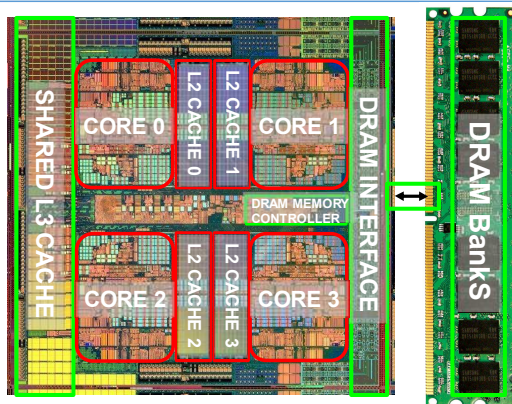 SHARED L3 CACHE
CORE 0
L2 CACHE 0
L2 CACHE 1
CORE 1
DRAM INTERFACE
DRAM BankS
DRAM MEMORY
CONTROLLER
CORE 2
L2 CACHE 2
L2 CACHE 3
CORE 3